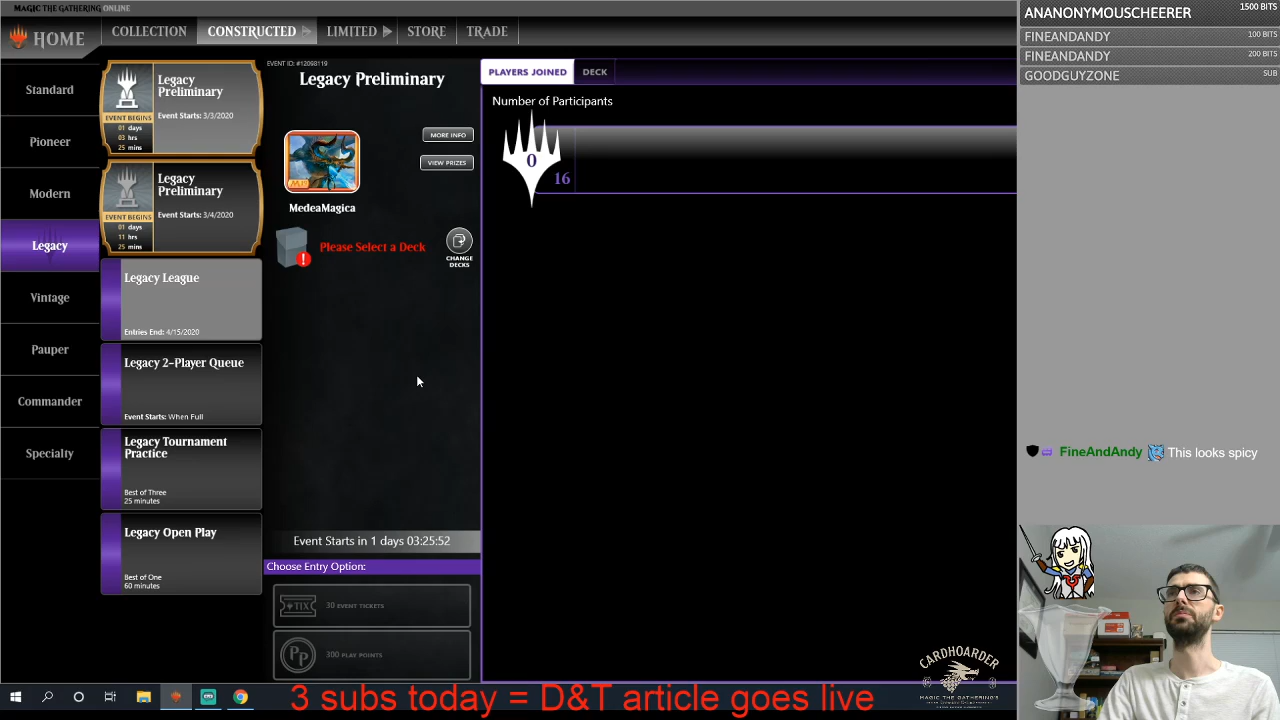 MAGIC THE GATHERING ONLINE
HOME
COLLECTION
CONSTRUCTED
LIMITED
STORE
TRADE
Standard
Pioneer
Modern
Legacy
Vintage
Pauper
Commander
Specialty
Legacy
Preliminary
Event Starts: 3/3/2020
EVENT BEGINS
01 days
03 hrs
25 mins
Legacy
Preliminary
Event Starts: 3/4/2020
EVENT BEGINS
01 days
11 hrs
25 mins
Legacy League
Entries End: 4/15/2020
Legacy 2-Player Queue
Event Starts: When Full
Legacy Tournament
Practice
Best of Three
25 minutes
Legacy Open Play
Best of One
60 minutes
EVENT ID: #12098119
Legacy Preliminary
MORE INFO
VIEW PRIZES
MedeaMagica
Please Select a Deck
CHANGE
DECKS
Event Starts in 1 days 03:25:52
Choose Entry Option:
TIX
30 EVENT TICKETS
PP
300 PLAY POINTS
PLAYERS JOINED
DECK
Number of Participants
0
16
ANANONYMOUSCHEERER 1500 BITS
FINEANDANDY 100 BITS
FINEANDANDY 200 BITS
GOODGUYZONE SUB
FineAndAndy This looks spicy
CARDHOARDER
3 subs today = D&T article goes live